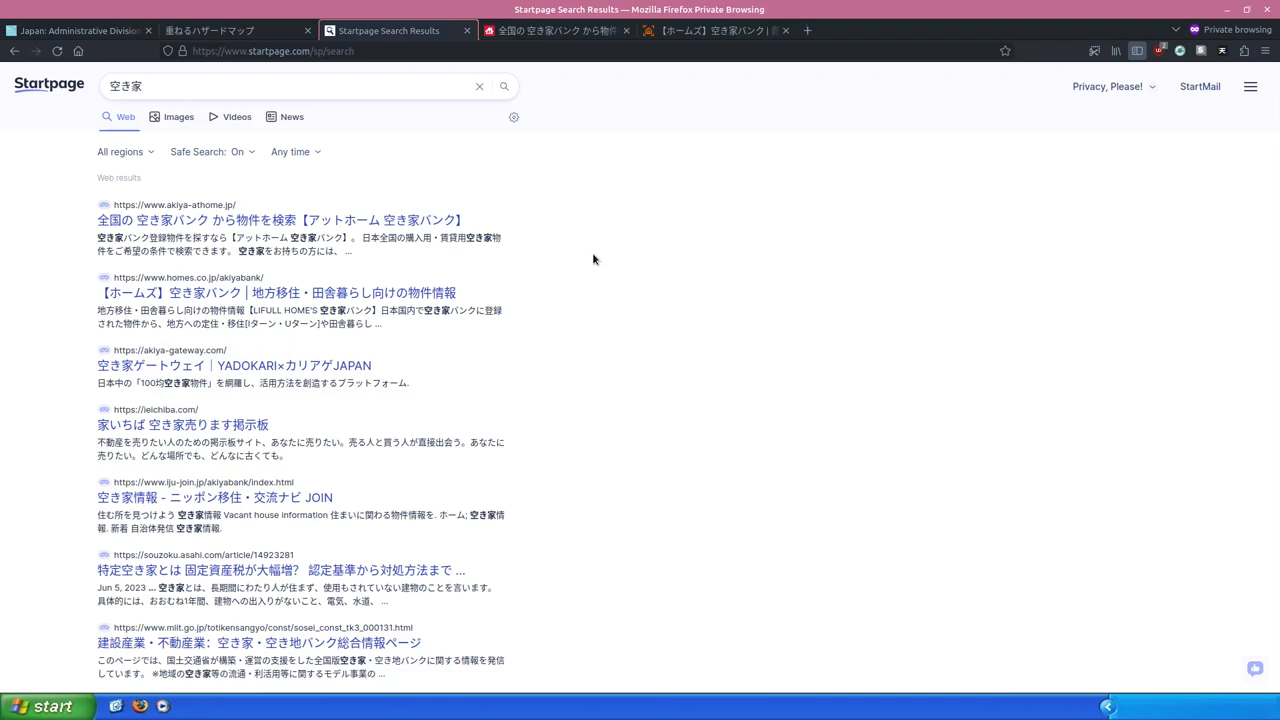 Startpage Search Results — Mozilla Firefox Private Browsing
Japan: Administrative Division
重ねるハザードマップ
Startpage Search Results
全国の 空き家バンク から物件
【ホームズ】空き家バンク |
Private browsing
https://www.startpage.com/sp/search
Startpage
空き家
Privacy, Please!
StartMail
Web
Images
Videos
News
All regions
Safe Search: On
Any time
Web results
https://www.akiya-athome.jp/
全国の 空き家バンク から物件を検索【アットホーム 空き家バンク】
空き家バンク登録物件を探すなら【アットホーム 空き家バンク】。 日本全国の購入用・賃貸用空き家物
件をご希望の条件で検索できます。 空き家をお持ちの方には、 ...
https://www.homes.co.jp/akiyabank/
【ホームズ】空き家バンク | 地方移住・田舎暮らし向けの物件情報
地方移住・田舎暮らし向けの物件情報【LIFULL HOME'S 空き家バンク】日本国内で空き家バンクに登録
された物件から、地方への定住・移住[Iターン・Uターン]や田舎暮らし ...
https://akiya-gateway.com/
空き家ゲートウェイ｜YADOKARI×カリアゲJAPAN
日本中の「100均空き家物件」を網羅し、活用方法を創造するプラットフォーム.
https://ieichiba.com/
家いちば 空き家売ります掲示板
不動産を売りたい人のための掲示板サイト、あなたに売りたい。売る人と買う人が直接出会う。あなたに
売りたい。どんな場所でも、どんなに古くても。
https://www.iju-join.jp/akiyabank/index.html
空き家情報 - ニッポン移住・交流ナビ JOIN
住む所を見つけよう 空き家情報 Vacant house information 住まいに関わる物件情報を. ホーム; 空き家情
報. 新着 自治体発信 空き家情報.
https://souzoku.asahi.com/article/14923281
特定空き家とは 固定資産税が大幅増？ 認定基準から対処方法まで ...
Jun 5, 2023 ... 空き家とは、長期間にわたり人が住まず、使用もされていない建物のことを言います。
具体的には、おおむね1年間、建物への出入りがないこと、電気、水道、 ...
https://www.mlit.go.jp/totikensangyo/const/sosei_const_tk3_000131.html
建設産業・不動産業：空き家・空き地バンク総合情報ページ
このページでは、国土交通省が構築・運営の支援をした全国版空き家・空き地バンクに関する情報を発信
しています。 ※地域の空き家等の流通・利活用等に関するモデル事業の ...
start